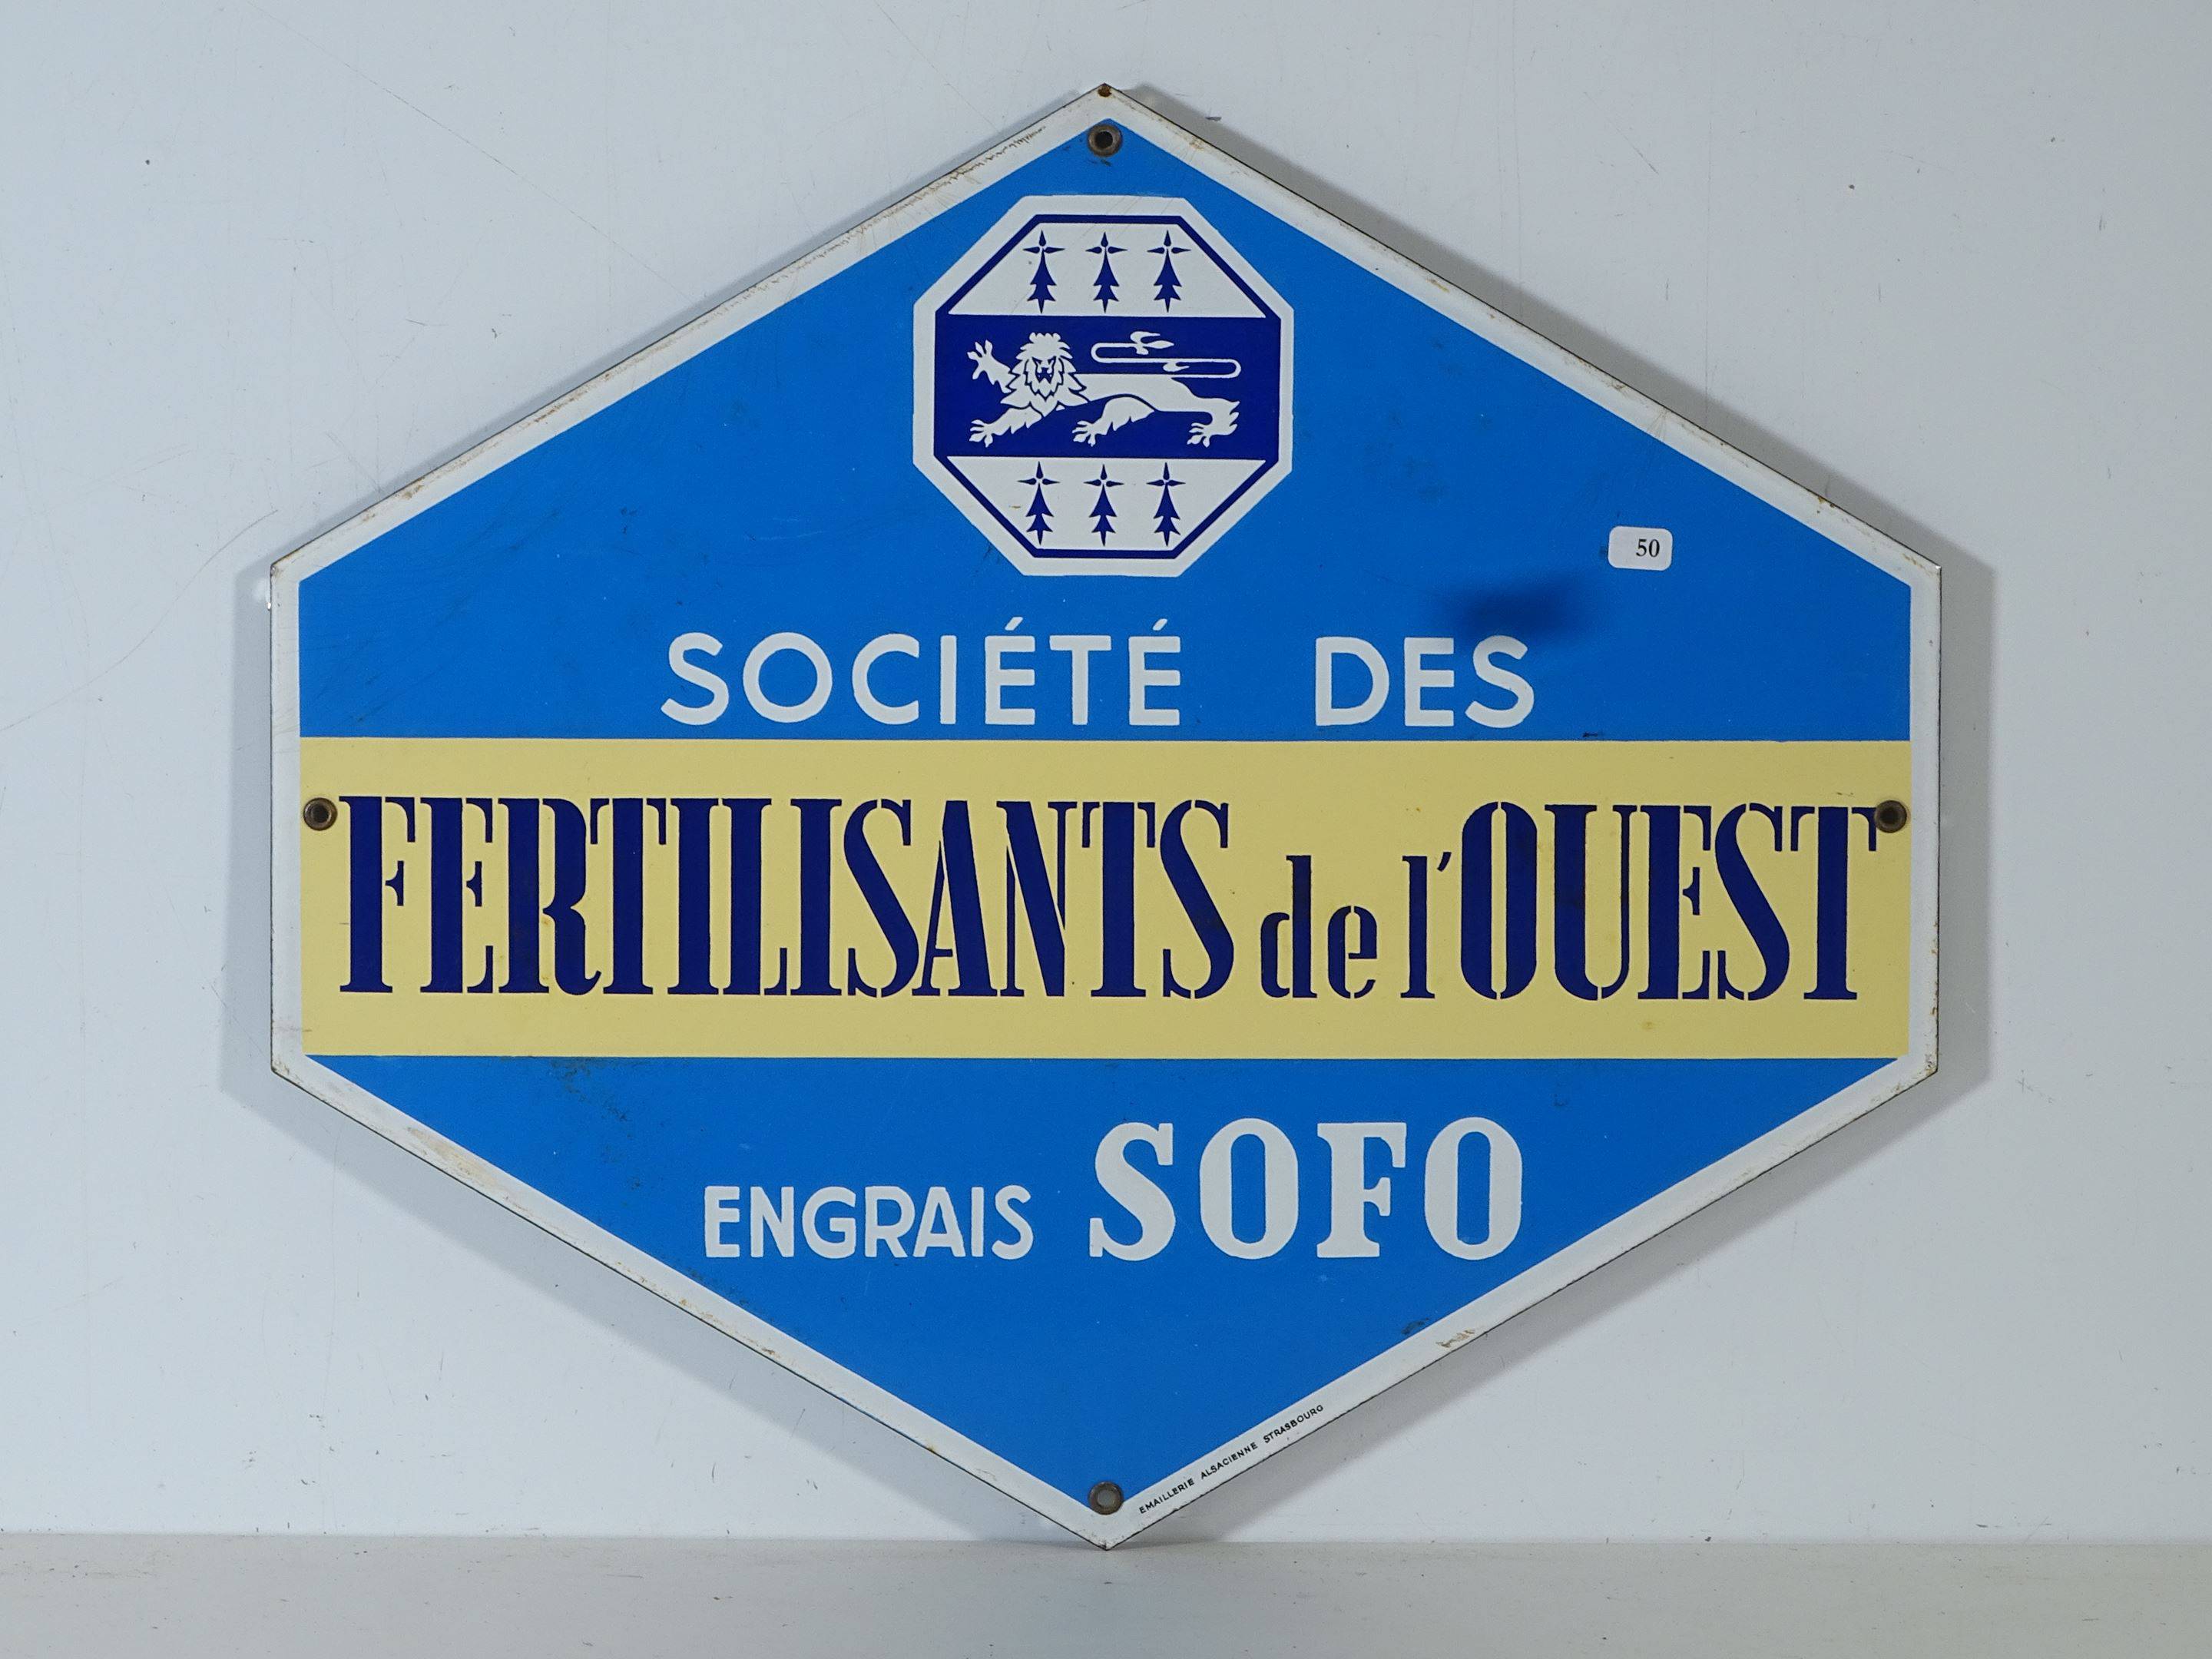 50
SOCIÉTÉ DES
FERTILISANTS de l'OUEST
ENGRAIS SOFO
EMAILLERIE ALSACIENNE STRASBOURG